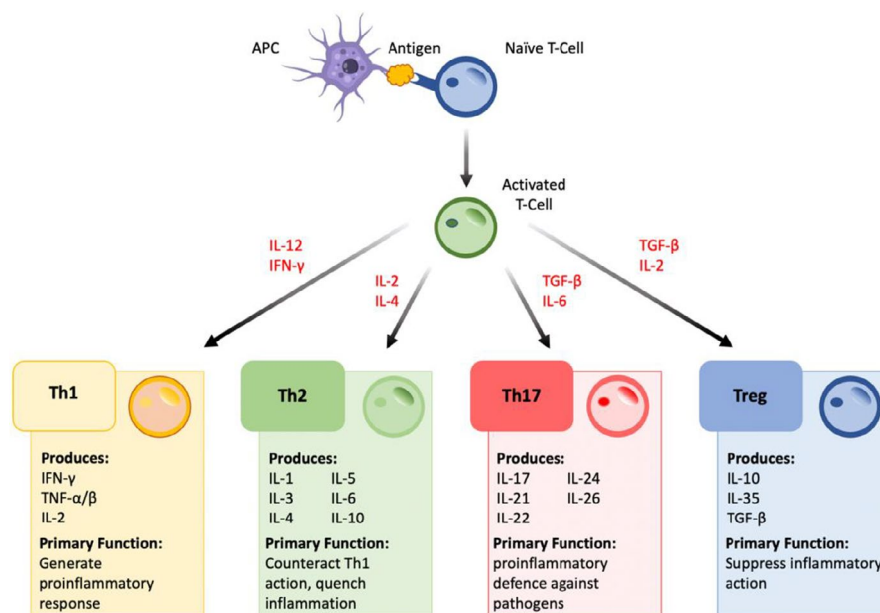 APC
Antigen
Naïve T-Cell
Activated
T-Cell
IL-12
IFN-γ
IL-2
IL-4
TGF-β
IL-6
TGF-β
IL-2
Th1
Produces:
IFN-γ
TNF-α/β
IL-2
Primary Function:
Generate
proinflammatory
response
Th2
Produces:
IL-1 IL-5
IL-3 IL-6
IL-4 IL-10
Primary Function:
Counteract Th1
action, quench
inflammation
Th17
Produces:
IL-17 IL-24
IL-21 IL-26
IL-22
Primary Function:
proinflammatory
defence against
pathogens
Treg
Produces:
IL-10
IL-35
TGF-β
Primary Function:
Suppress inflammatory
action